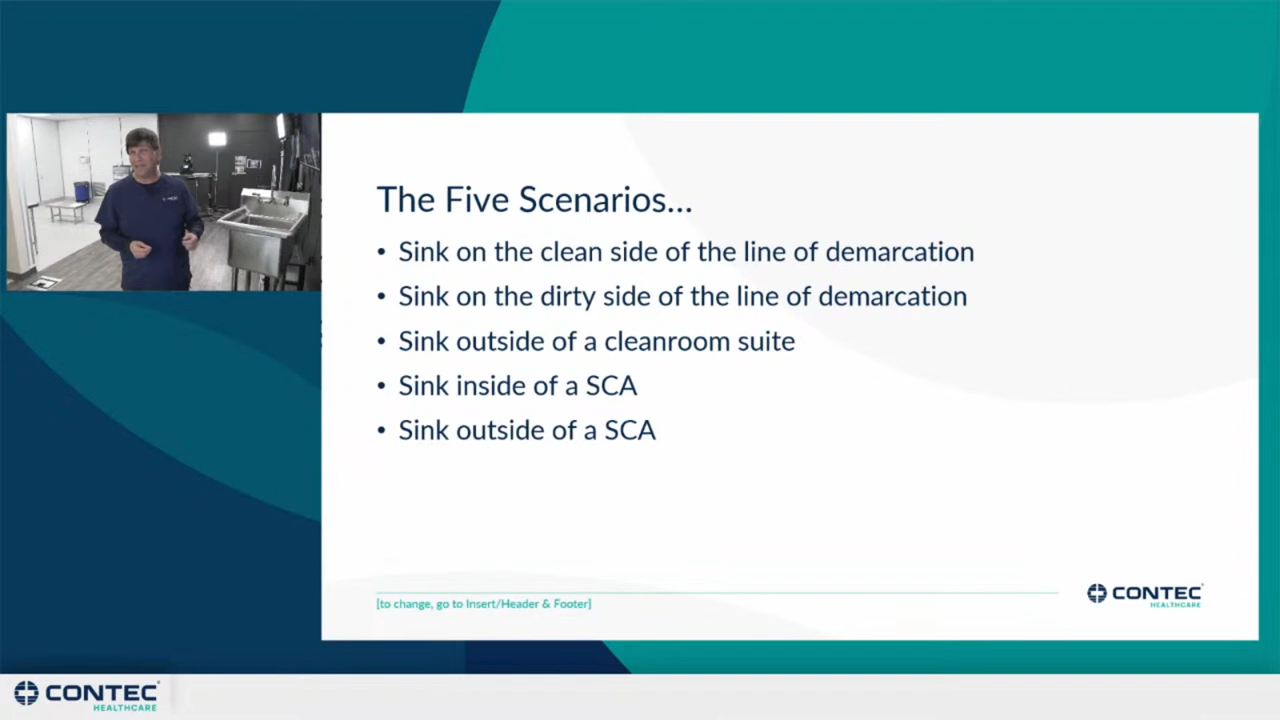 The Five Scenarios...
• Sink on the clean side of the line of demarcation
• Sink on the dirty side of the line of demarcation
• Sink outside of a cleanroom suite
• Sink inside of a SCA
• Sink outside of a SCA
[to change, go to Insert/Header & Footer]
CONTEC
HEALTHCARE
CONTEC
HEALTHCARE